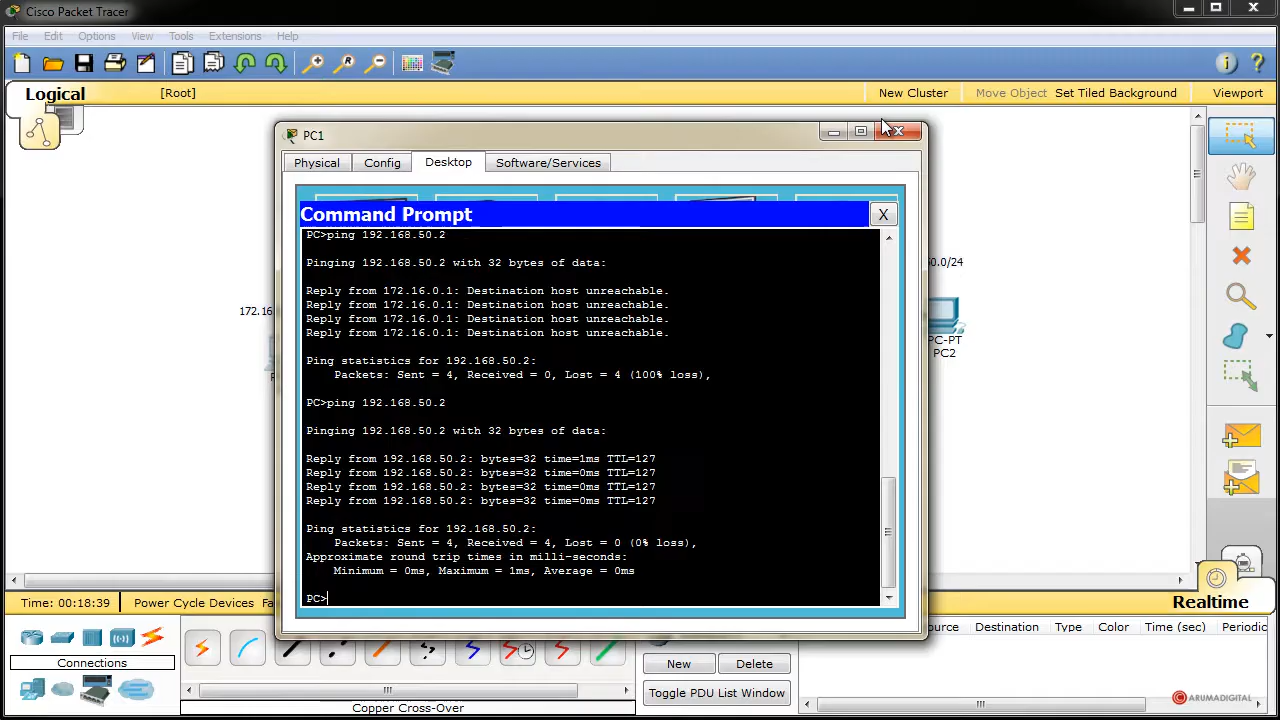 Cisco Packet Tracer
File Edit Options View Tools Extensions Help
Logical
[Root]
New Cluster
Move Object
Set Tiled Background
Viewport
PC1
Physical
Config
Desktop
Software/Services
Command Prompt
X
PC>ping 192.168.50.2
Pinging 192.168.50.2 with 32 bytes of data:
Reply from 172.16.0.1: Destination host unreachable.
Reply from 172.16.0.1: Destination host unreachable.
Reply from 172.16.0.1: Destination host unreachable.
Reply from 172.16.0.1: Destination host unreachable.
Ping statistics for 192.168.50.2:
Packets: Sent = 4, Received = 0, Lost = 4 (100% loss),
PC>ping 192.168.50.2
Pinging 192.168.50.2 with 32 bytes of data:
Reply from 192.168.50.2: bytes=32 time=1ms TTL=127
Reply from 192.168.50.2: bytes=32 time=0ms TTL=127
Reply from 192.168.50.2: bytes=32 time=0ms TTL=127
Reply from 192.168.50.2: bytes=32 time=0ms TTL=127
Ping statistics for 192.168.50.2:
Packets: Sent = 4, Received = 4, Lost = 0 (0% loss),
Approximate round trip times in milli-seconds:
Minimum = 0ms, Maximum = 1ms, Average = 0ms
PC>
172.16
0.0/24
PC-PT
PC2
Time: 00:18:39
Power Cycle Devices
Fa
Realtime
Connections
Copper Cross-Over
New
Delete
Toggle PDU List Window
ource
Destination
Type
Color
Time (sec)
Periodic
ARUMADIGITAL